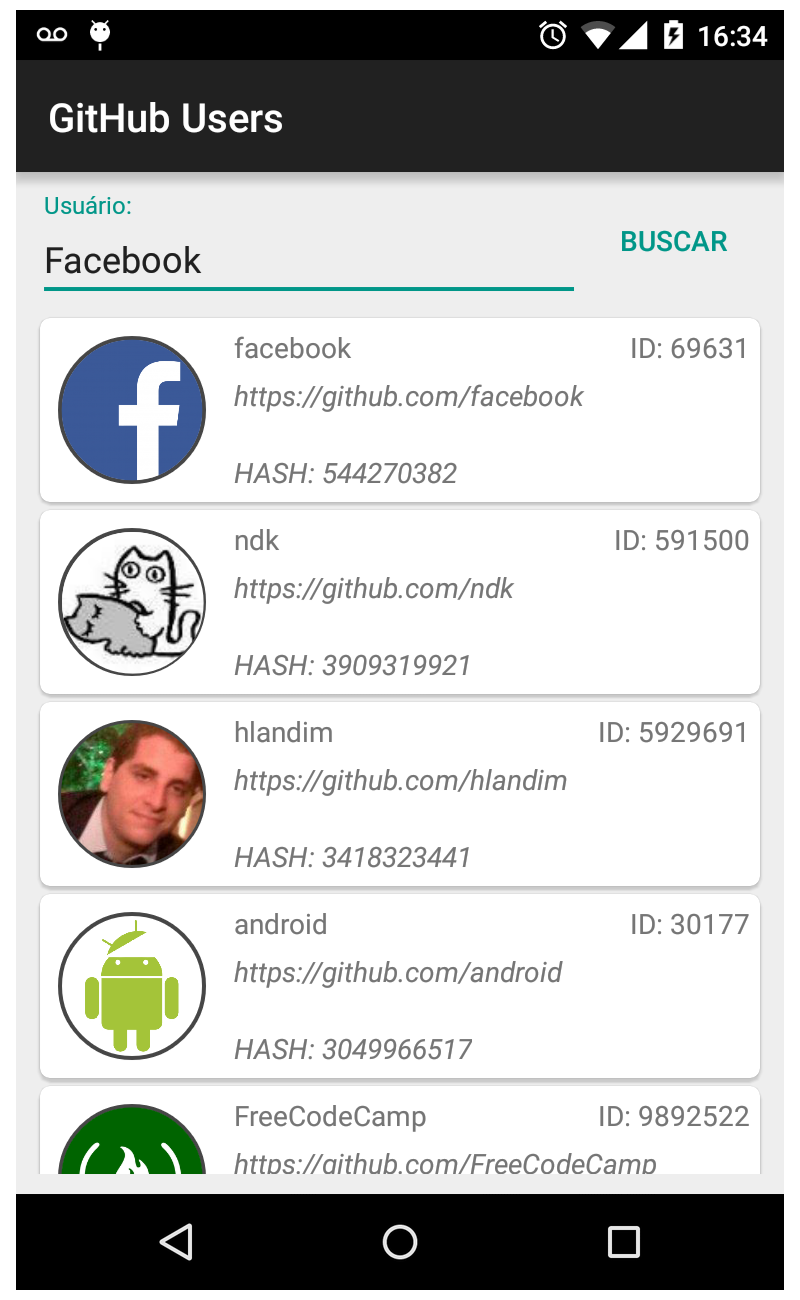 16:34
GitHub Users
Usuário:
Facebook
BUSCAR
facebook ID: 69631
https://github.com/facebook
HASH: 544270382
ndk ID: 591500
https://github.com/ndk
HASH: 3909319921
hlandim ID: 5929691
https://github.com/hlandim
HASH: 3418323441
android ID: 30177
https://github.com/android
HASH: 3049966517
FreeCodeCamp ID: 9892522
https://github.com/FreeCodeCamp